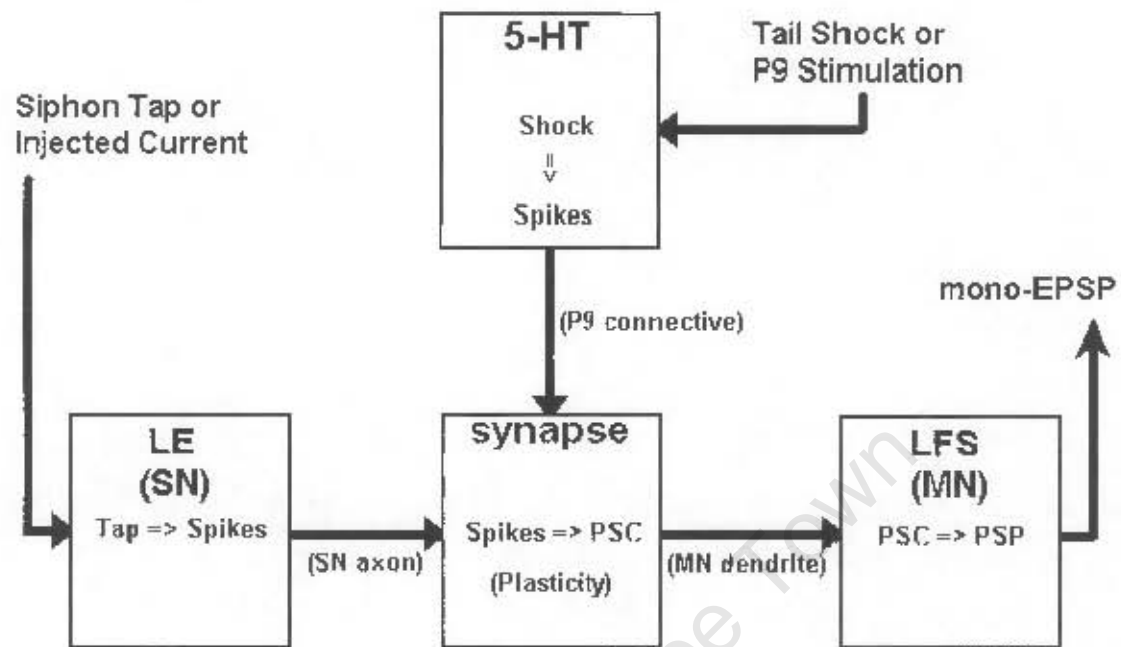 5-HT
Shock
=>
Spikes
Tail Shock or
P9 Stimulation
Siphon Tap or
Injected Current
mono-EPSP
(P9 connective)
LE
(SN)
Tap => Spikes
(SN axon)
synapse
Spikes => PSC
(Plasticity)
(MN dendrite)
LFS
(MN)
PSC => PSP
Town